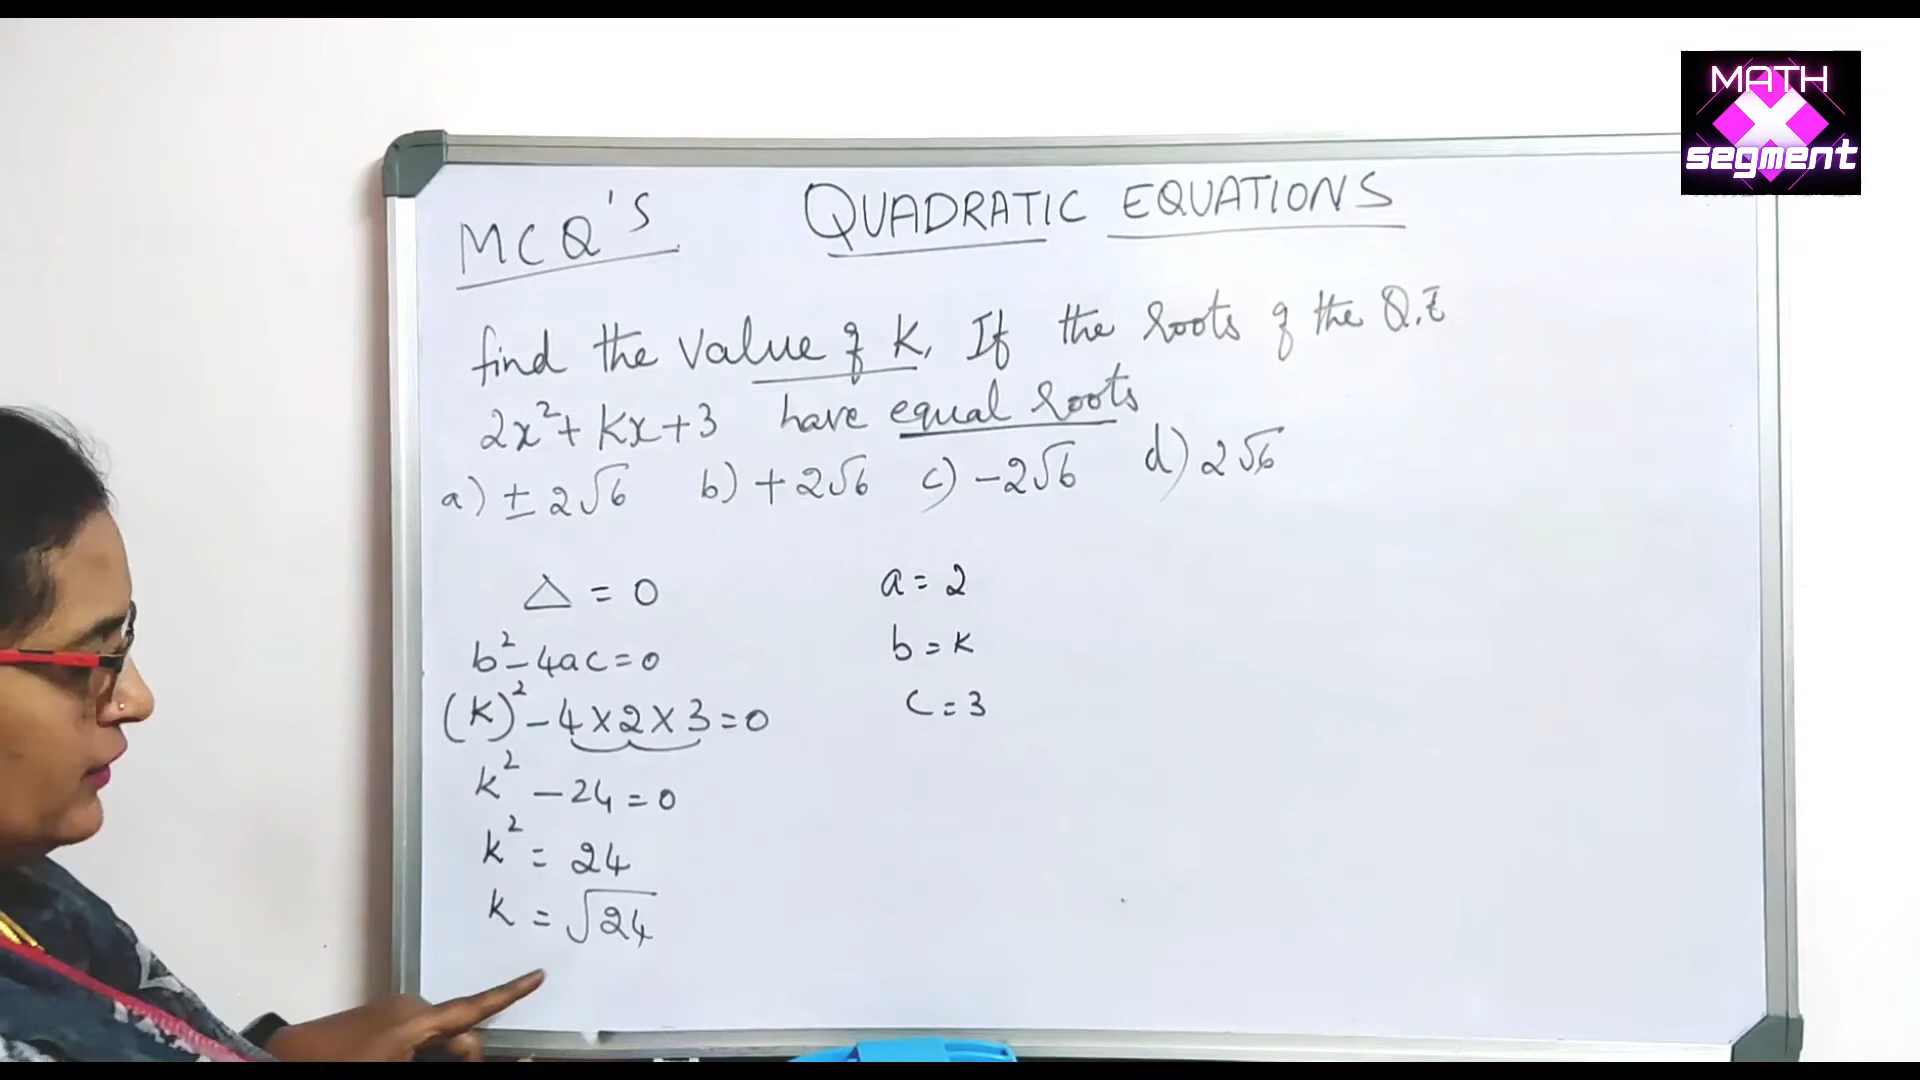 MATH
segment
MCQ'S QUADRATIC EQUATIONS
find the value of K, If the roots of the Q.E
2x²+ Kx+3 have equal roots
a) ± 2√6 b) + 2√6 c) -2√6 d) 2√6
△ = 0 a = 2
b²-4ac=0 b = K
(k)² - 4×2×3=0 C = 3
k² - 24 = 0
k² = 24
k = √24